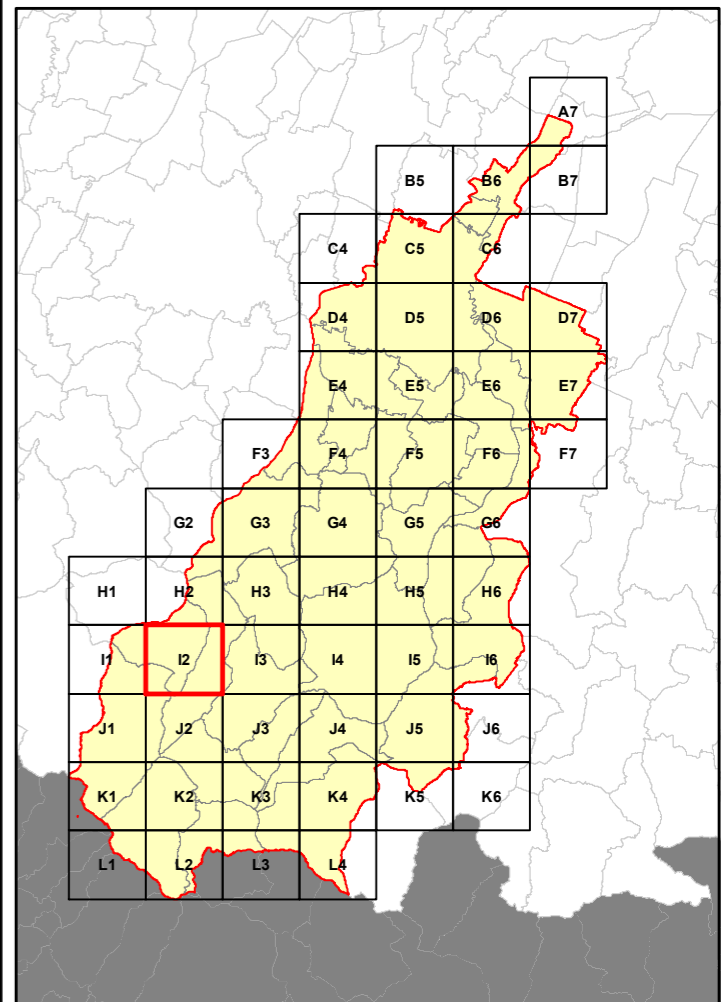 A7
B5 B6 B7
C4 C5 C6
D4 D5 D6 D7
E4 E5 E6 E7
F3 F4 F5 F6 F7
G2 G3 G4 G5 G6
H1 H2 H3 H4 H5 H6
I1 I2 I3 I4 I5 I6
J1 J2 J3 J4 J5 J6
K1 K2 K3 K4 K5 K6
L1 L2 L3 L4